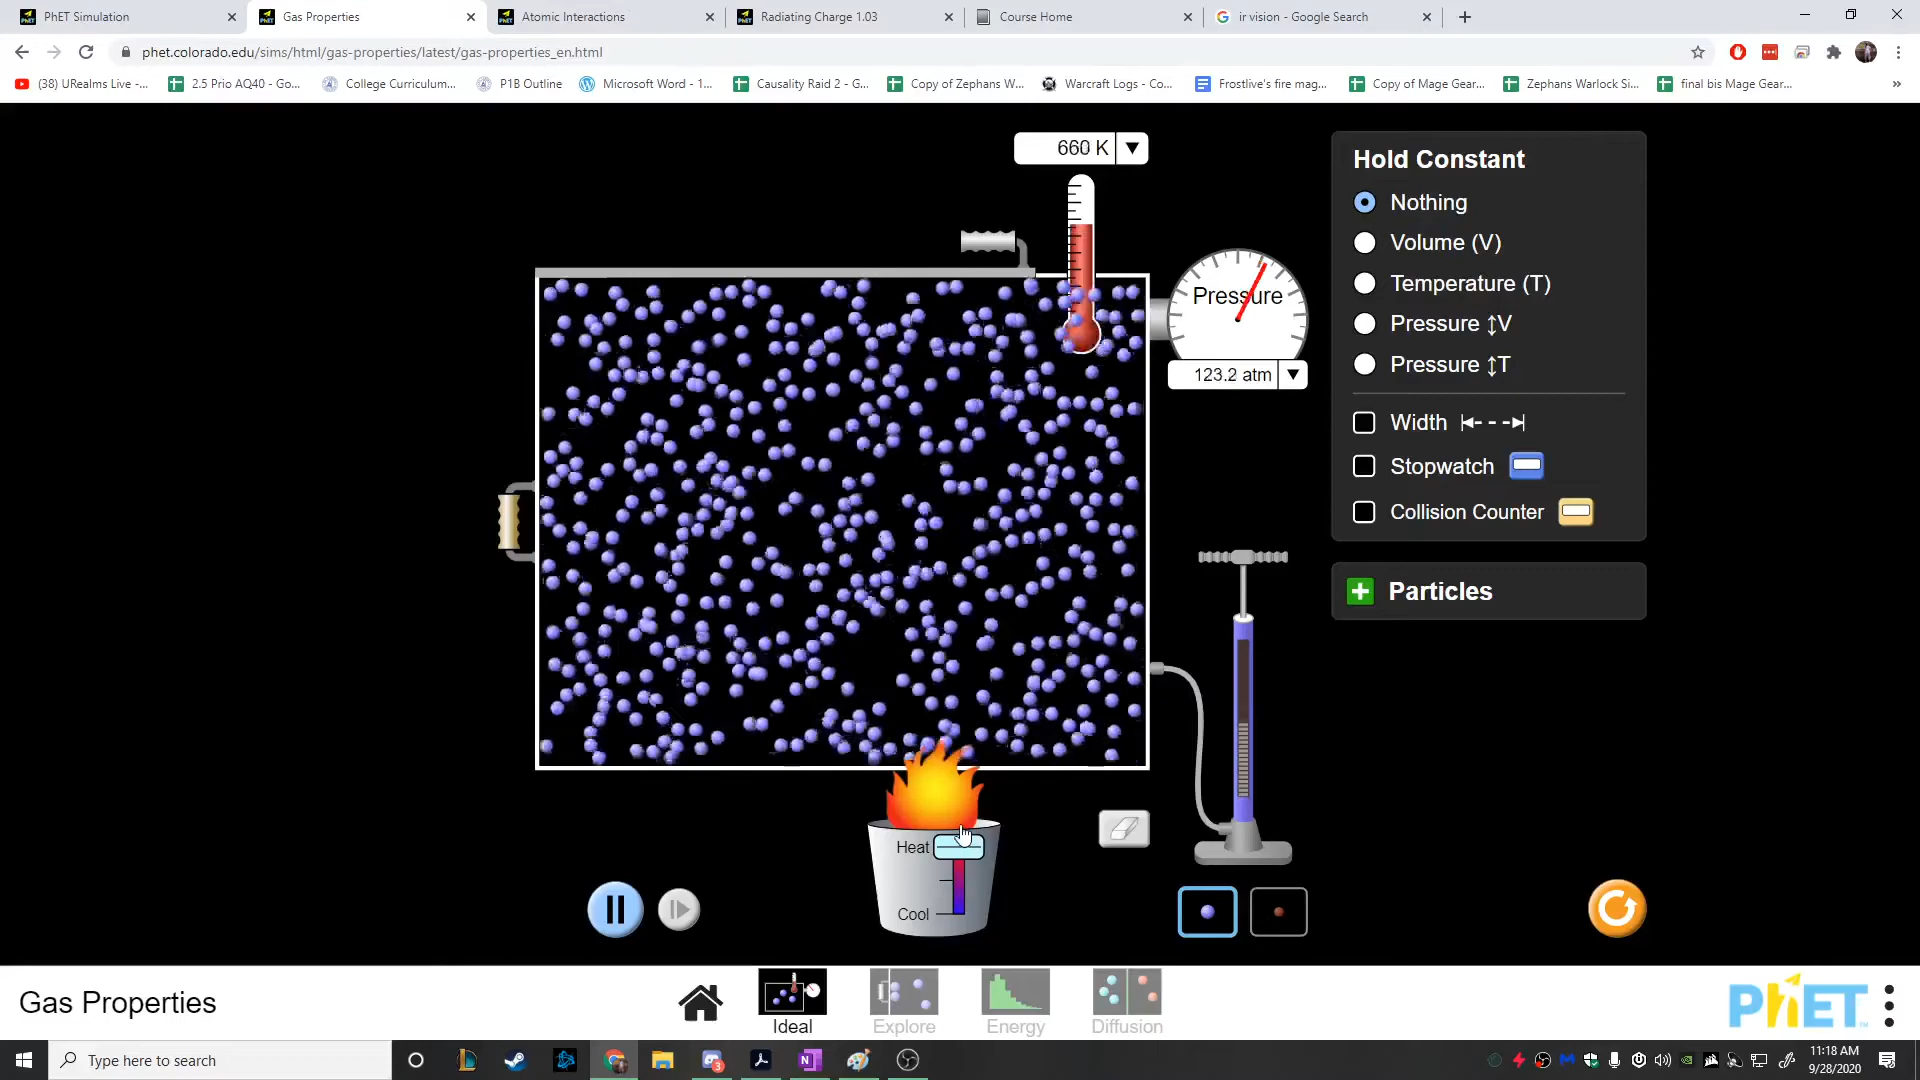 PhET Simulation
Gas Properties
Atomic Interactions
Radiating Charge 1.03
Course Home
ir vision - Google Search
phet.colorado.edu/sims/html/gas-properties/latest/gas-properties_en.html
(38) URealms Live -...
2.5 Prio AQ40 - Go...
College Curriculum...
P1B Outline
Microsoft Word - 1...
Causality Raid 2 - G...
Copy of Zephans W...
Warcraft Logs - Co...
Frostlive's fire mag...
Copy of Mage Gear...
Zephans Warlock Si...
final bis Mage Gear...
660 K
Hold Constant
Nothing
Volume (V)
Temperature (T)
Pressure ↕V
Pressure ↕T
Pressure
123.2 atm
Width
Stopwatch
Collision Counter
Particles
Heat
Cool
Gas Properties
Ideal
Explore
Energy
Diffusion
PhET
Type here to search
11:18 AM
9/28/2020